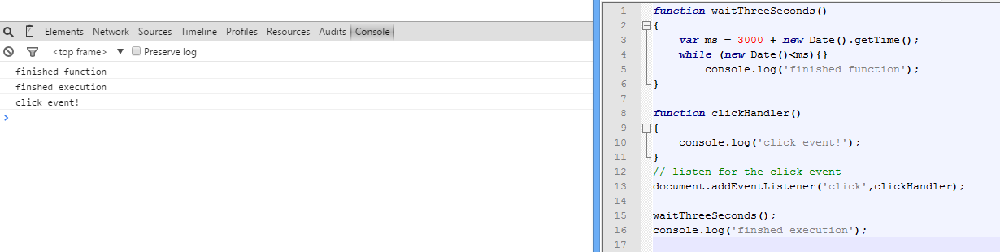 Elements Network Sources Timeline Profiles Resources Audits Console
<top frame> ▼ Preserve log
finished function
finshed execution
click event!
>
1 function waitThreeSeconds()
2 {
3 var ms = 3000 + new Date().getTime();
4 while (new Date()<ms){}
5 console.log('finished function');
6 }
7
8 function clickHandler()
9 {
10 console.log('click event!');
11 }
12 // listen for the click event
13 document.addEventListener('click',clickHandler);
14
15 waitThreeSeconds();
16 console.log('finshed execution');
17